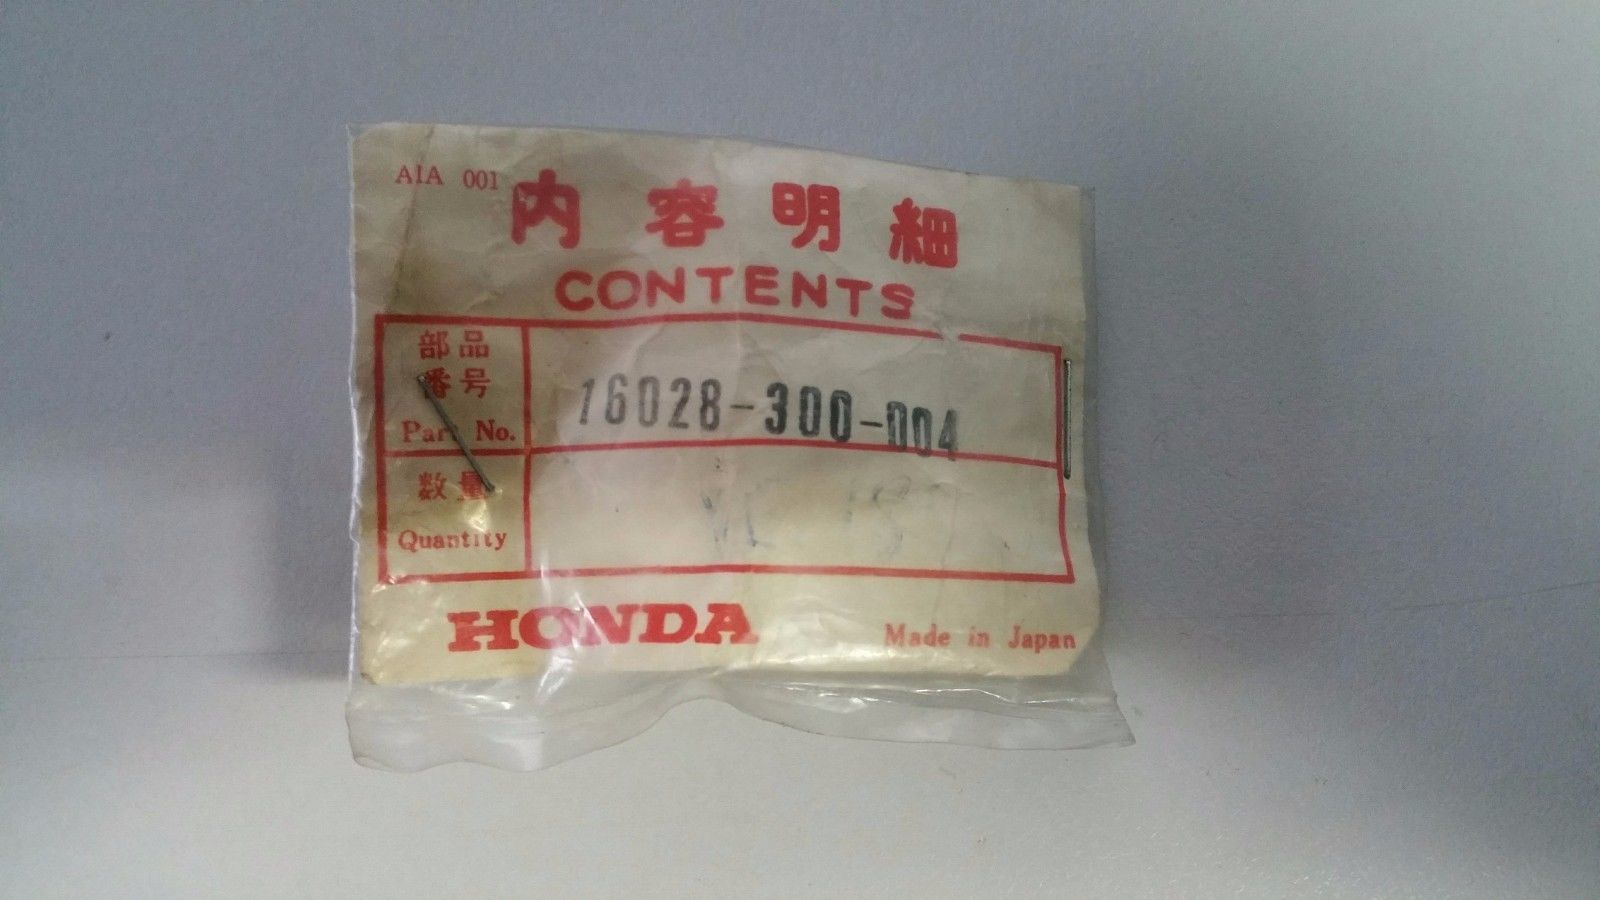 AIA 001
内容明細
CONTENTS
部品
番号
Part No.
16028-300-004
数量
Quantity
HONDA
Made in Japan